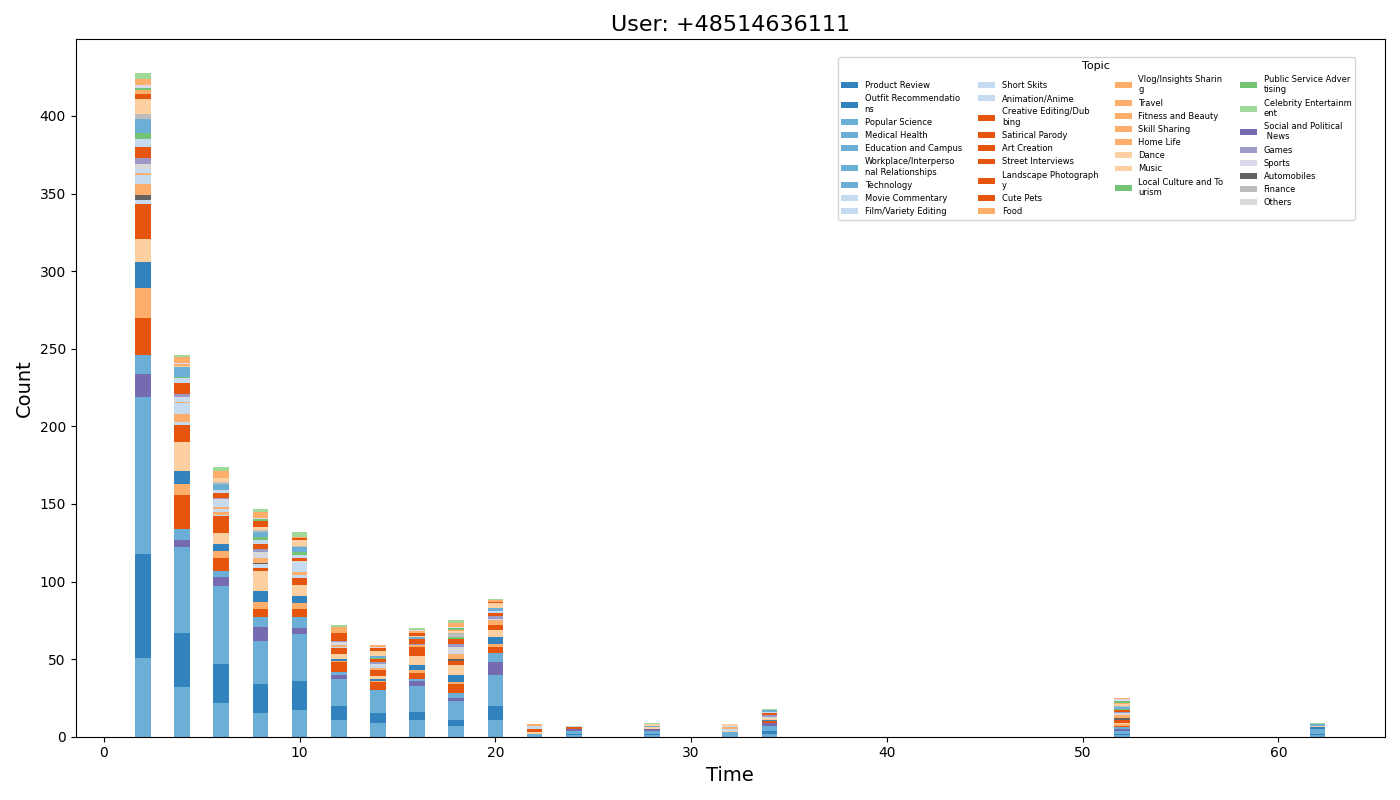 User: +48514636111
Topic
Product Review
Outfit Recommendatio
ns
Popular Science
Medical Health
Education and Campus
Workplace/Interperso
nal Relationships
Technology
Movie Commentary
Film/Variety Editing
Short Skits
Animation/Anime
Creative Editing/Dub
bing
Satirical Parody
Art Creation
Street Interviews
Landscape Photograph
y
Cute Pets
Food
Vlog/Insights Sharin
g
Travel
Fitness and Beauty
Skill Sharing
Home Life
Dance
Music
Local Culture and To
urism
Public Service Adver
tising
Celebrity Entertainm
ent
Social and Political
News
Games
Sports
Automobiles
Finance
Others
Count
400
350
300
250
200
150
100
50
0
0 10 20 30 40 50 60
Time